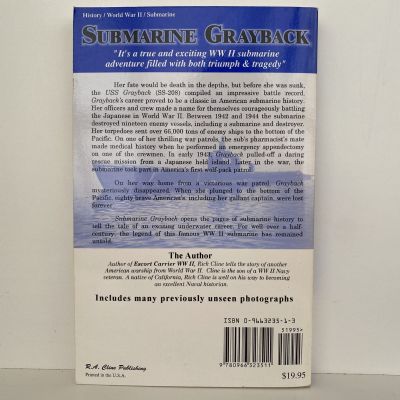 History / World War II / Submarine
SUBMARINE GRAYBACK
"It's a true and exciting WW II submarine
adventure filled with both triumph & tragedy"
Her fate would be death in the depths, but before she was sunk,
the USS Grayback (SS-208) compiled an impressive battle record,
Grayback's career proved to be a classic in American submarine history.
Her officers and crew made a name for themselves courageously battling
the Japanese in World War II. Between 1942 and 1944 the submarine
destroyed nineteen enemy vessels, including a submarine and destroyer.
Her torpedoes sent over 66,000 tons of enemy ships to the bottom of the
Pacific. On one of her thrilling war patrols, the sub's pharmacist's mate
made medical history when he performed an emergency appendectomy
on one of the crewmen. In early 1943, Grayback pulled-off a daring
rescue mission from a Japanese held island. Later in the war, the
submarine took part in America's first wolf-pack patrol.
On her way home from a victorious war patrol, Grayback
mysteriously disappeared. When she plunged to the bottom of the
Pacific, eighty brave American's, including her gallant captain, were lost
forever.
Submarine Grayback opens the pages of submarine history to
tell the tale of an exciting underwater career. For well over a half-
century, the legend of this famous WW II submarine has remained
untold.
The Author
Author of Escort Carrier WW II, Rich Cline tells the story of another
American warship from World War II. Cline is the son of a WW II Navy
veteran. A native of California, Rich Cline is well on his way to becoming
an excellent Naval historian.
Includes many previously unseen photographs
ISBN 0-9663235-1-3
51995>
9 780966 323511
$19.95
R.A. Cline Publishing
Printed in the U.S.A.